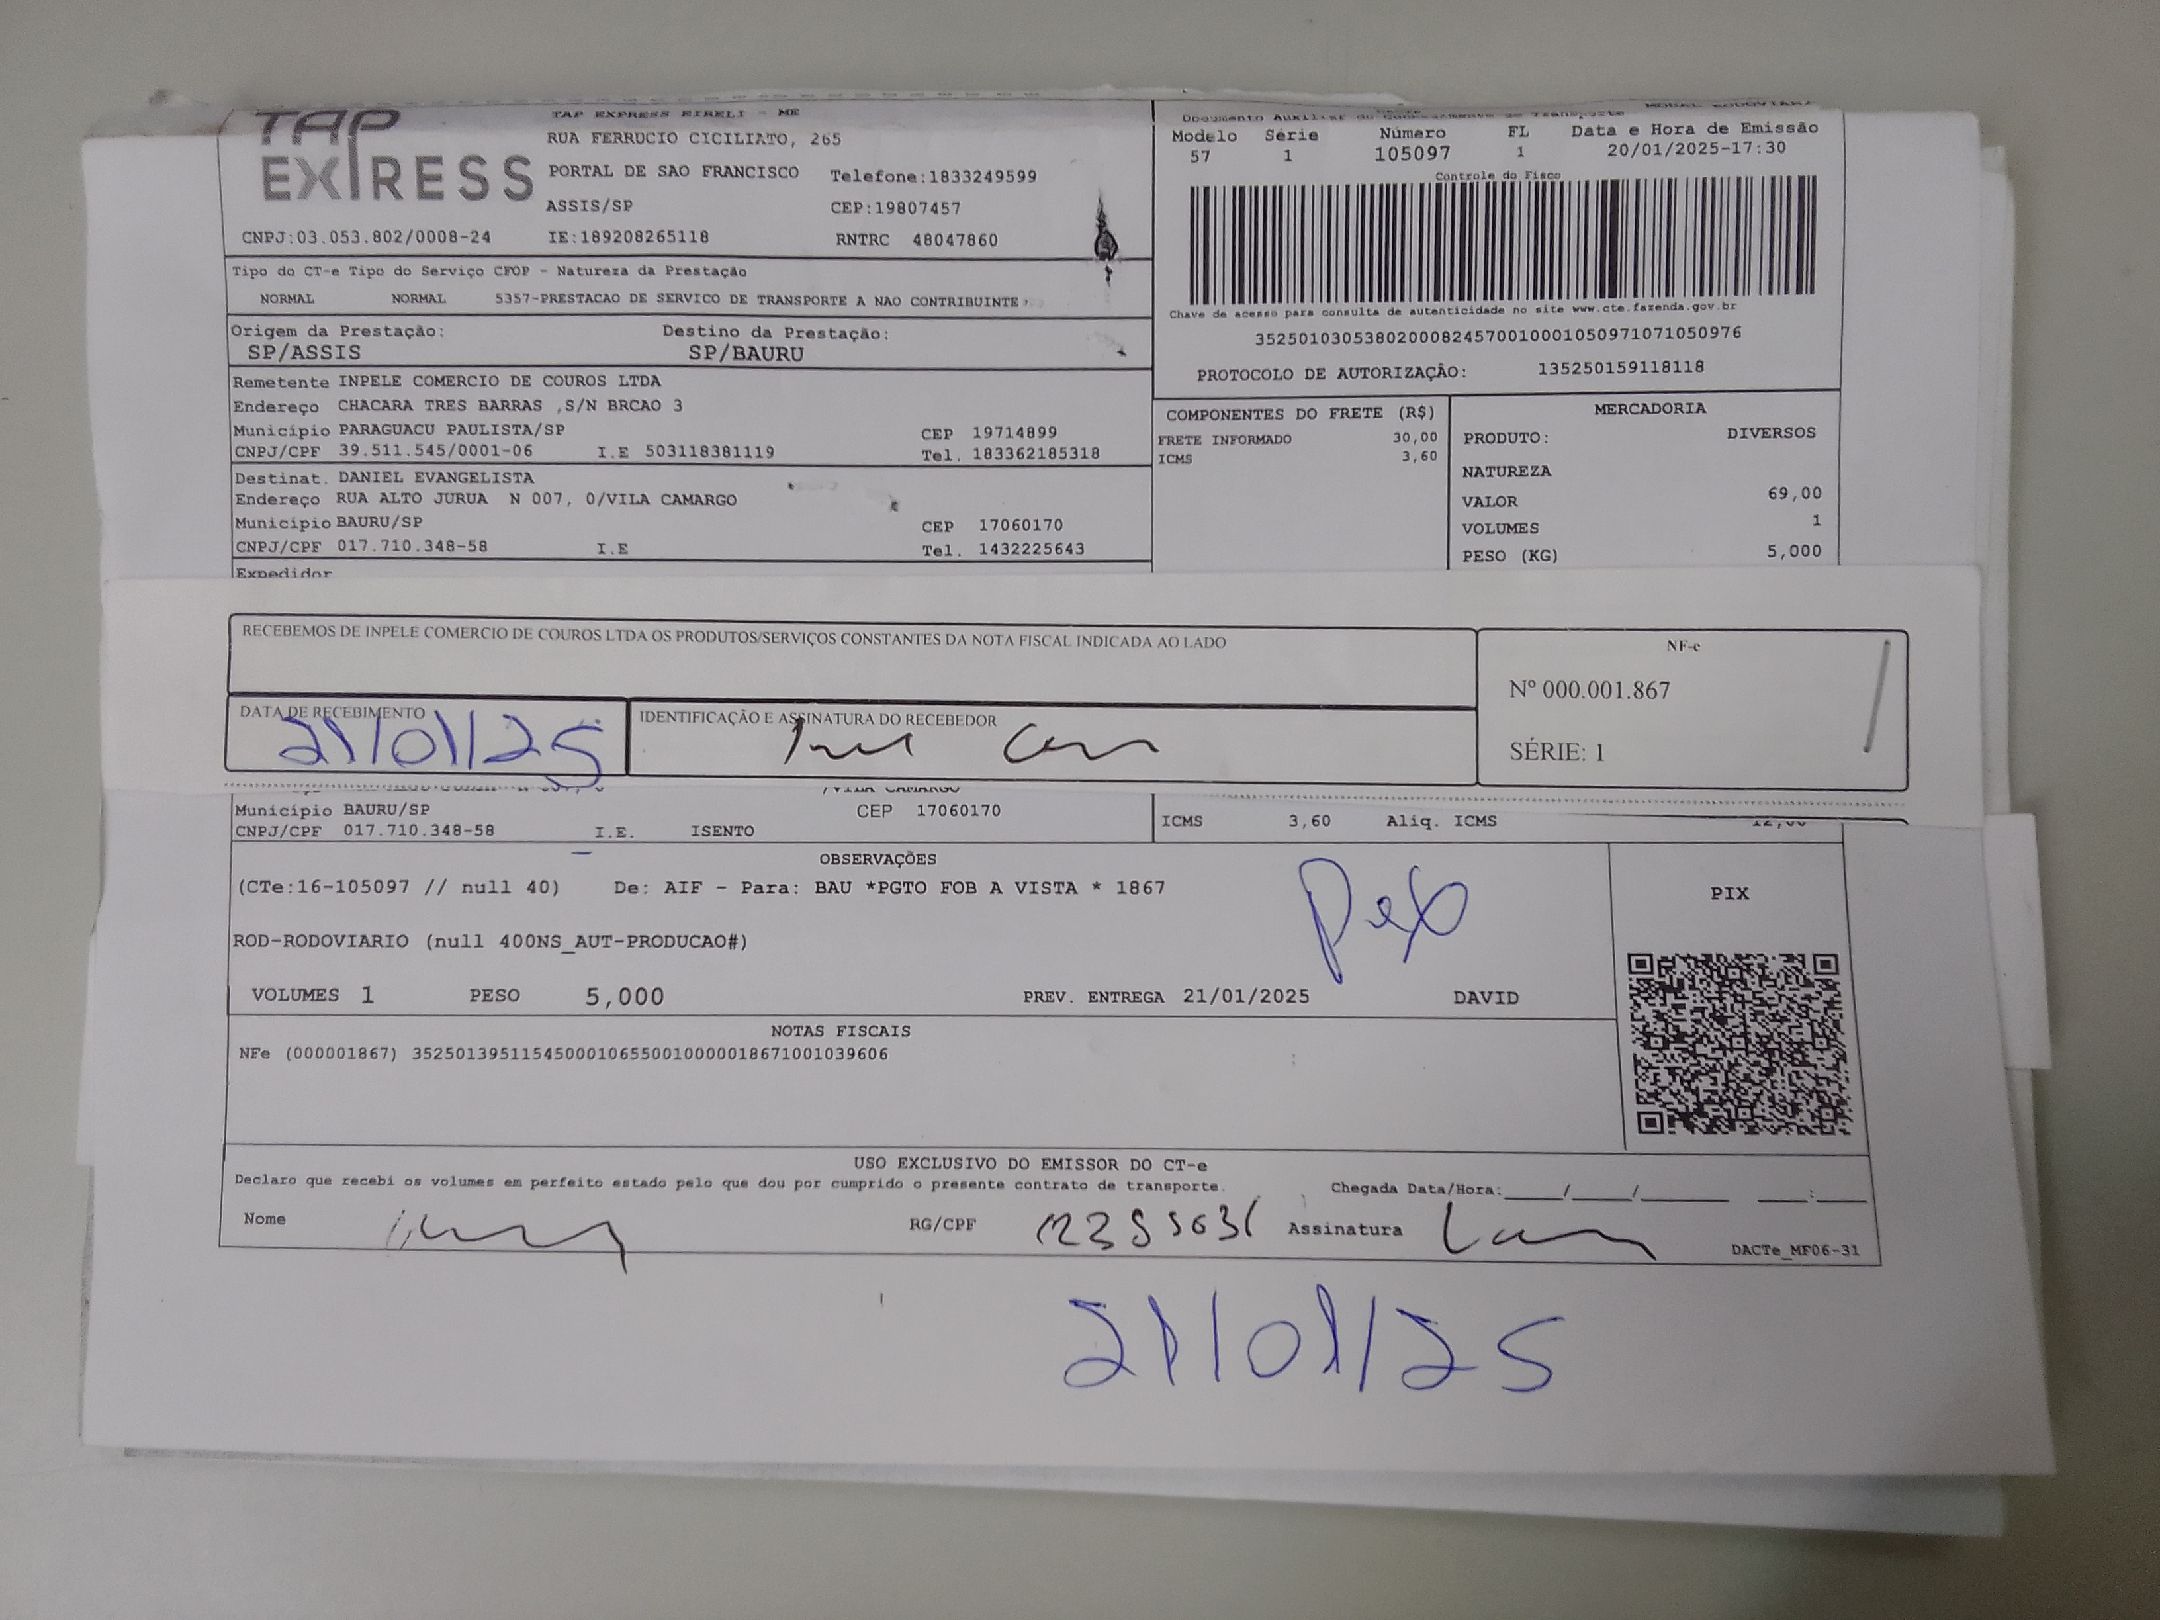 TAP EXPRESS
TAP EXPRESS EIRELI - ME
RUA FERRUCIO CICILIATO, 265
PORTAL DE SAO FRANCISCO Telefone:1833249599
ASSIS/SP CEP:19807457
CNPJ:03.053.802/0008-24 IE:189208265118 RNTRC 48047860
Modelo Série Número FL Data e Hora de Emissão
57 1 105097 1 20/01/2025-17:30
Controle do Fisco
Chave de acesso para consulta de autenticidade no site www.cte.fazenda.gov.br
35250103053802000824570010001050971071050976
PROTOCOLO DE AUTORIZAÇÃO: 135250159118118
Tipo do CT-e Tipo do Serviço CFOP - Natureza da Prestação
NORMAL NORMAL 5357-PRESTACAO DE SERVICO DE TRANSPORTE A NAO CONTRIBUINTE
Origem da Prestação: Destino da Prestação:
SP/ASSIS SP/BAURU
Remetente INPELE COMERCIO DE COUROS LTDA
Endereço CHACARA TRES BARRAS ,S/N BRCAO 3
Município PARAGUACU PAULISTA/SP CEP 19714899
CNPJ/CPF 39.511.545/0001-06 I.E 503118381119 Tel. 183362185318
Destinat. DANIEL EVANGELISTA
Endereço RUA ALTO JURUA N 007, 0/VILA CAMARGO
Município BAURU/SP CEP 17060170
CNPJ/CPF 017.710.348-58 I.E Tel. 1432225643
Expedidor
COMPONENTES DO FRETE (R$)
FRETE INFORMADO 30,00
ICMS 3,60
MERCADORIA
PRODUTO: DIVERSOS
NATUREZA
VALOR 69,00
VOLUMES 1
PESO (KG) 5,000
RECEBEMOS DE INPELE COMERCIO DE COUROS LTDA OS PRODUTOS/SERVIÇOS CONSTANTES DA NOTA FISCAL INDICADA AO LADO
NF-e
Nº 000.001.867
SÉRIE: 1
DATA DE RECEBIMENTO IDENTIFICAÇÃO E ASSINATURA DO RECEBEDOR
21/01/25
/VILA CAMARGO
Município BAURU/SP CEP 17060170
CNPJ/CPF 017.710.348-58 I.E. ISENTO
ICMS 3,60 Aliq. ICMS 12,00
OBSERVAÇÕES
(CTe:16-105097 // null 40) De: AIF - Para: BAU *PGTO FOB A VISTA * 1867
ROD-RODOVIARIO (null 400NS_AUT-PRODUCAO#)
VOLUMES 1 PESO 5,000 PREV. ENTREGA 21/01/2025 DAVID
PIX
NOTAS FISCAIS
NFe (000001867) 35250139511545000106550010000018671001039606
USO EXCLUSIVO DO EMISSOR DO CT-e
Declaro que recebi os volumes em perfeito estado pelo que dou por cumprido o presente contrato de transporte. Chegada Data/Hora:____/____/______ ___:___
Nome RG/CPF Assinatura
DACTe_MF06-31
21/01/25